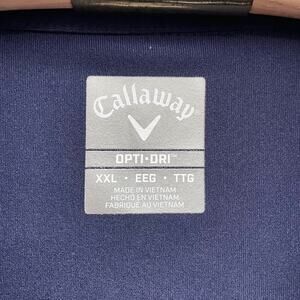 Callaway
OPTI•DRI™
XXL • EEG • TTG
MADE IN VIETNAM
HECHO EN VIETNAM
FABRIQUÉ AU VIETNAM